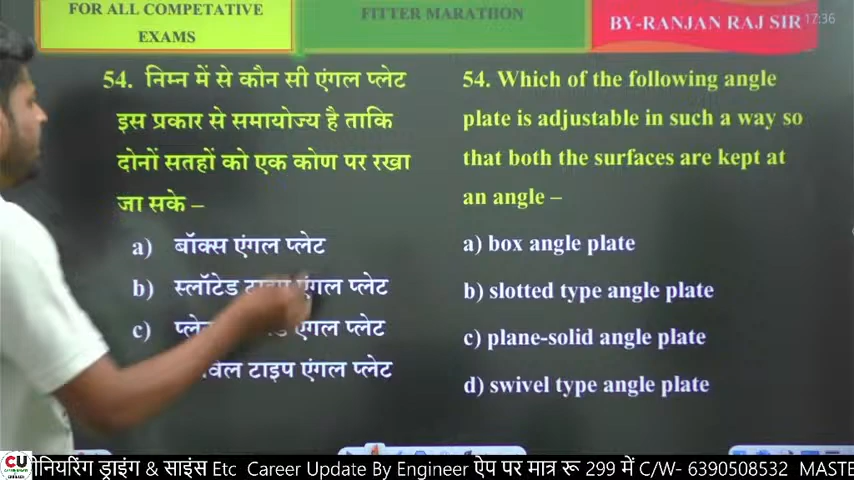 FOR ALL COMPETATIVE
EXAMS
FITTER MARATHON
BY-RANJAN RAJ SIR
17:36
54. निम्न में से कौन सी एंगल प्लेट
इस प्रकार से समायोज्य है ताकि
दोनों सतहों को एक कोण पर रखा
जा सके –
a) बॉक्स एंगल प्लेट
b) स्लॉटेड एंगल प्लेट
c) एंगल प्लेट
टाइप एंगल प्लेट
54. Which of the following angle
plate is adjustable in such a way so
that both the surfaces are kept at
an angle –
a) box angle plate
b) slotted type angle plate
c) plane-solid angle plate
d) swivel type angle plate
CU
ीनियरिंग ड्राइंग & साइंस Etc Career Update By Engineer ऐप पर मात्र रू 299 में C/W- 6390508532 MASTE